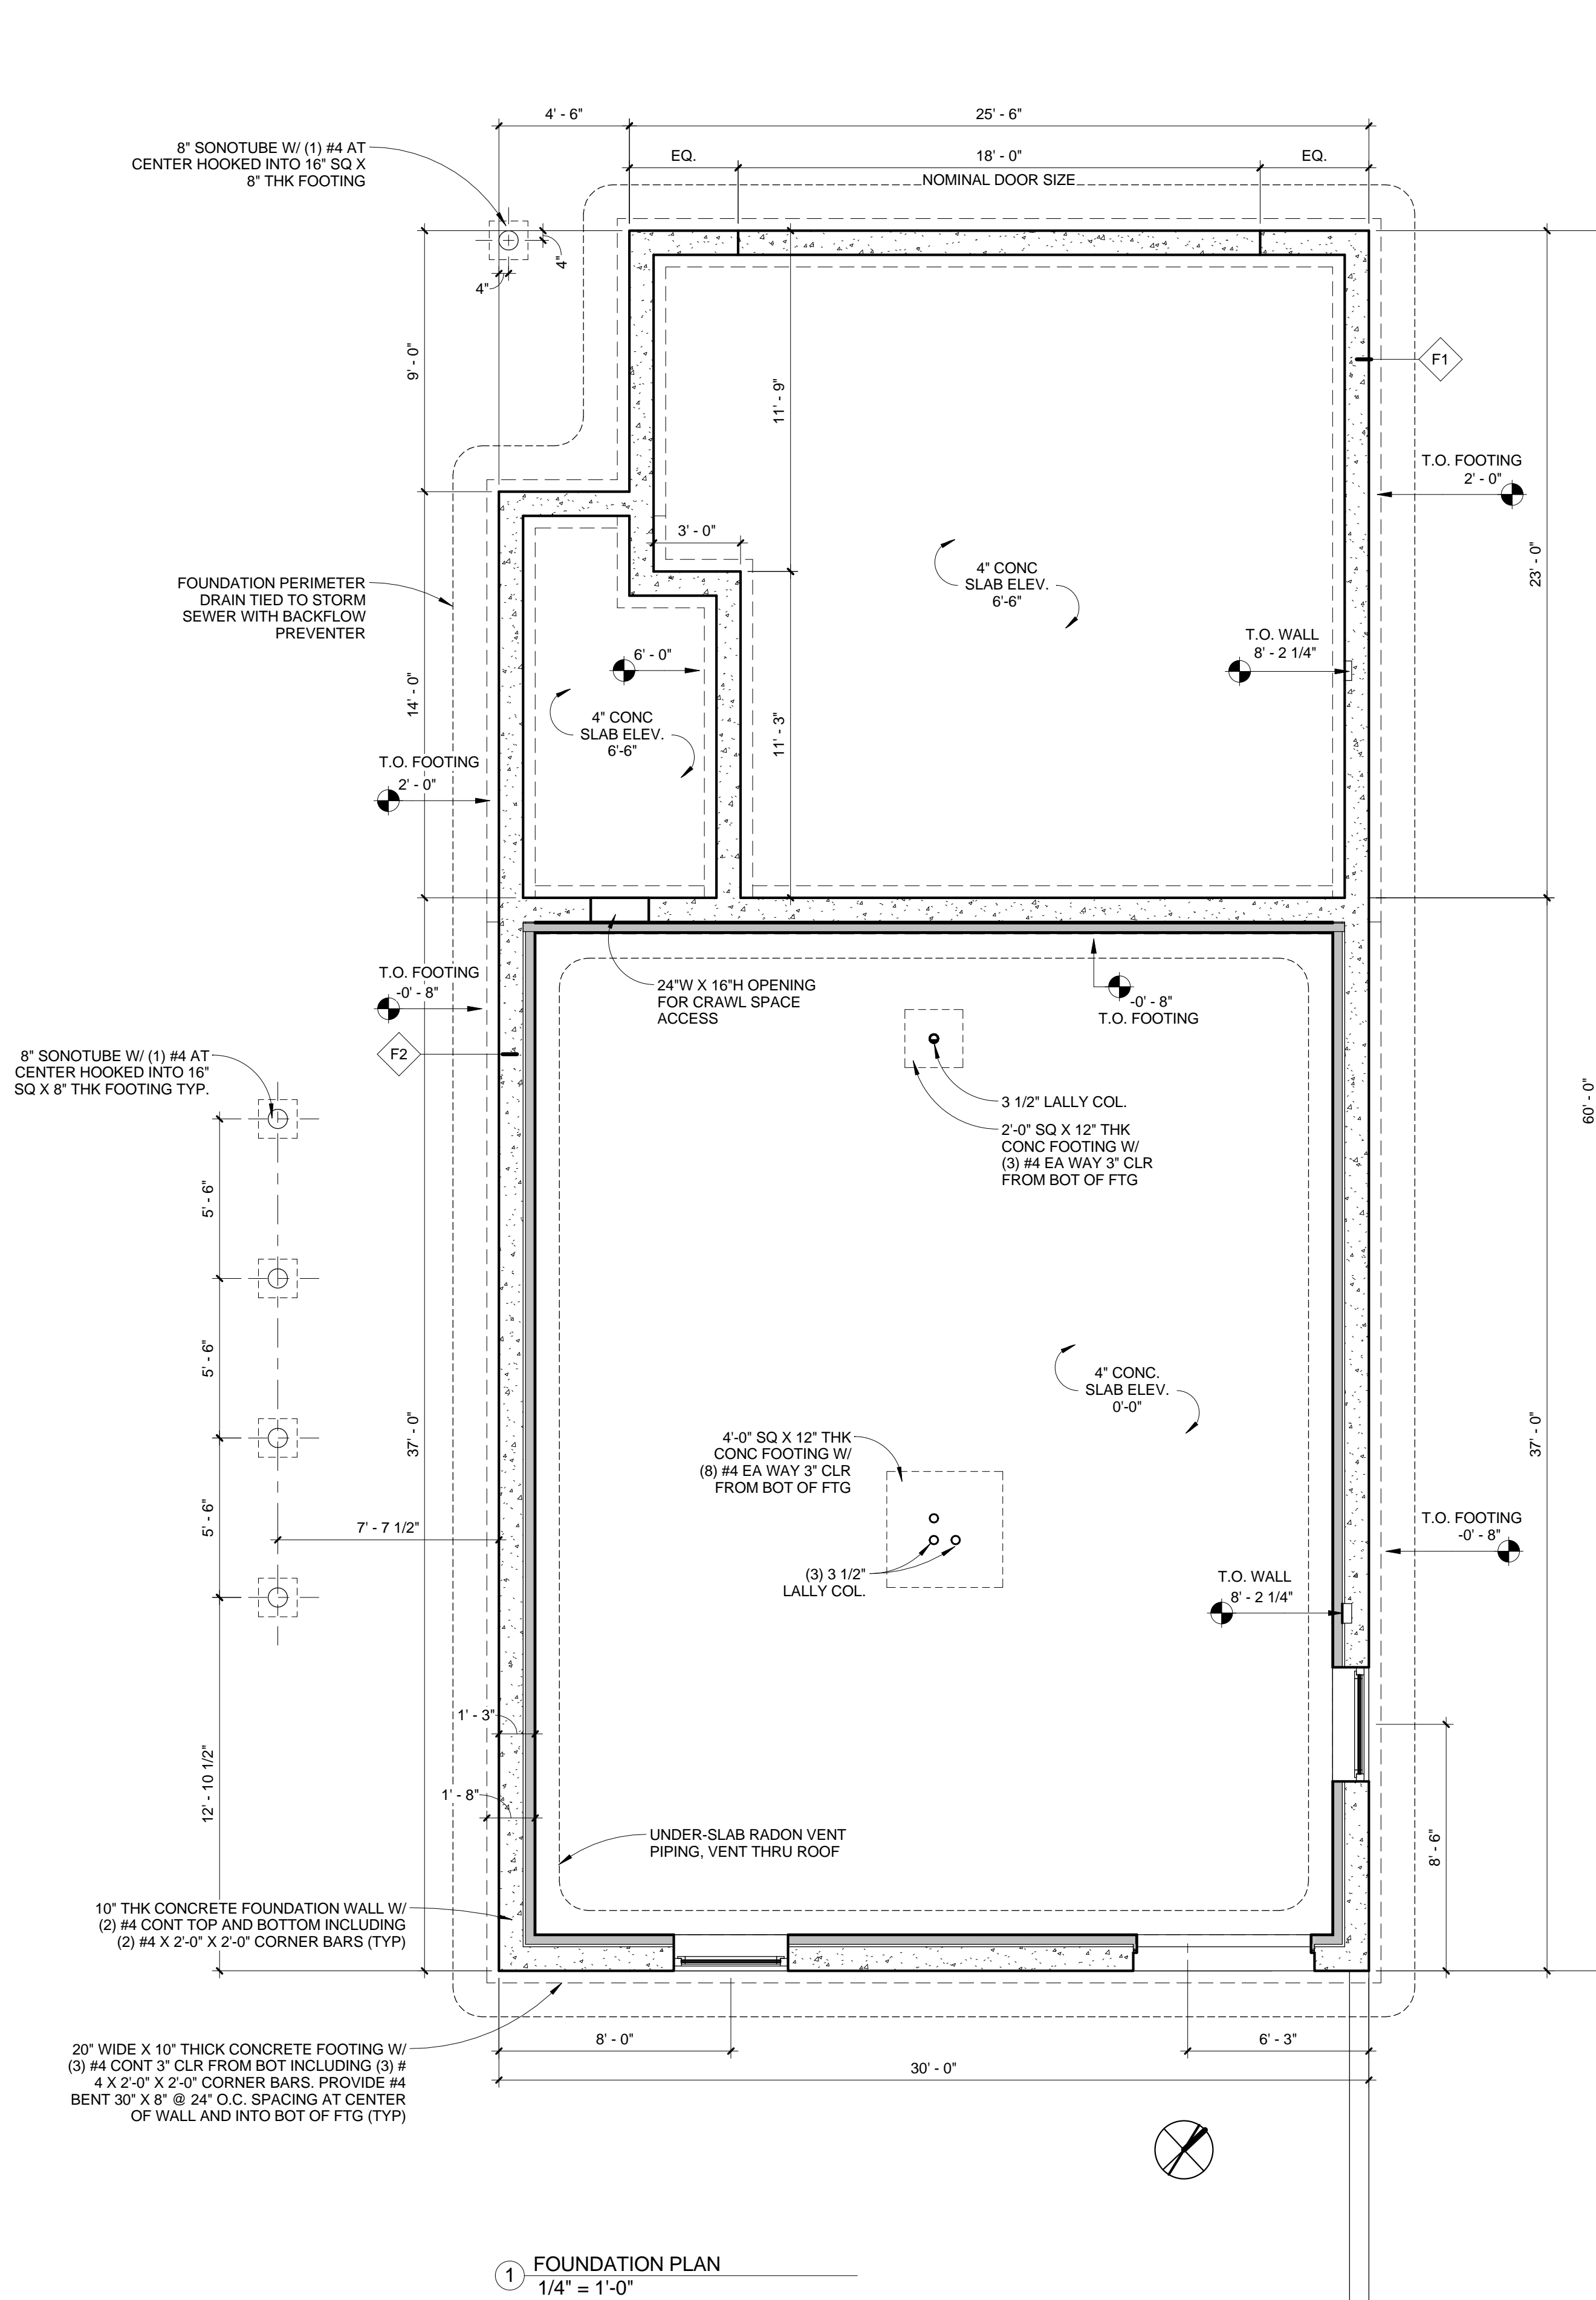 4' - 6"
25' - 6"
8" SONOTUBE W/ (1) #4 AT
CENTER HOOKED INTO 16" SQ X
8" THK FOOTING
EQ.
18' - 0"
EQ.
NOMINAL DOOR SIZE
4"
4"
9' - 0"
11' - 9"
F1
T.O. FOOTING
2' - 0"
3' - 0"
23' - 0"
4" CONC
SLAB ELEV.
6'-6"
FOUNDATION PERIMETER
DRAIN TIED TO STORM
SEWER WITH BACKFLOW
PREVENTER
T.O. WALL
8' - 2 1/4"
6' - 0"
14' - 0"
4" CONC
SLAB ELEV.
6'-6"
11' - 3"
T.O. FOOTING
2' - 0"
T.O. FOOTING
-0' - 8"
24"W X 16"H OPENING
FOR CRAWL SPACE
ACCESS
-0' - 8"
T.O. FOOTING
F2
8" SONOTUBE W/ (1) #4 AT
CENTER HOOKED INTO 16"
SQ X 8" THK FOOTING TYP.
3 1/2" LALLY COL.
2'-0" SQ X 12" THK
CONC FOOTING W/
(3) #4 EA WAY 3" CLR
FROM BOT OF FTG
60' - 0"
5' - 6"
5' - 6"
4" CONC.
SLAB ELEV.
0'-0"
37' - 0"
37' - 0"
4'-0" SQ X 12" THK
CONC FOOTING W/
(8) #4 EA WAY 3" CLR
FROM BOT OF FTG
5' - 6"
7' - 7 1/2"
T.O. FOOTING
-0' - 8"
(3) 3 1/2"
LALLY COL.
T.O. WALL
8' - 2 1/4"
1' - 3"
12' - 10 1/2"
1' - 8"
UNDER-SLAB RADON VENT
PIPING, VENT THRU ROOF
8' - 6"
10" THK CONCRETE FOUNDATION WALL W/
(2) #4 CONT TOP AND BOTTOM INCLUDING
(2) #4 X 2'-0" X 2'-0" CORNER BARS (TYP)
20" WIDE X 10" THICK CONCRETE FOOTING W/
(3) #4 CONT 3" CLR FROM BOT INCLUDING (3) #
4 X 2'-0" X 2'-0" CORNER BARS. PROVIDE #4
BENT 30" X 8" @ 24" O.C. SPACING AT CENTER
OF WALL AND INTO BOT OF FTG (TYP)
8' - 0"
6' - 3"
30' - 0"
1
FOUNDATION PLAN
1/4" = 1'-0"